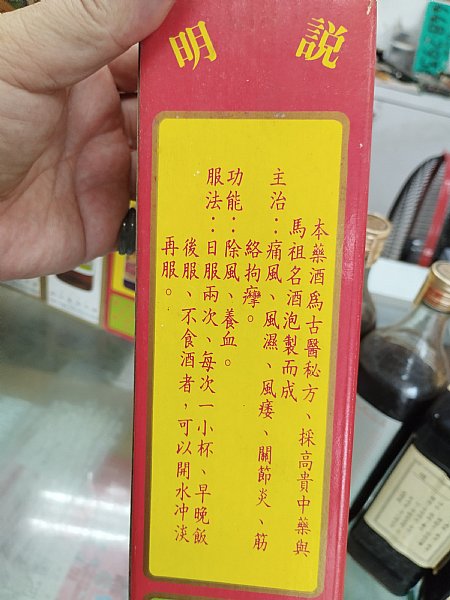 說明
本藥酒為古醫秘方、採高貴中藥與
馬祖名酒泡製而成
主治：痛風、風濕、風痿、關節炎、筋
絡拘攣。
功能：除風、養血。
服法：日服兩次、每次一小杯、早晚飯
後服、不食酒者，可以開水冲淡
再服。